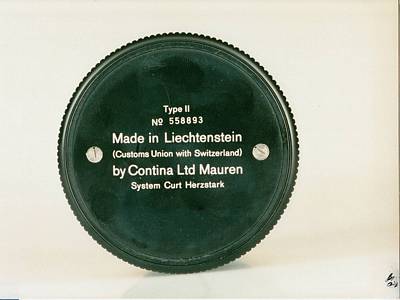 Type II
No 558893
Made in Liechtenstein
(Customs Union with Switzerland)
by Contina Ltd Mauren
System Curt Herzstark